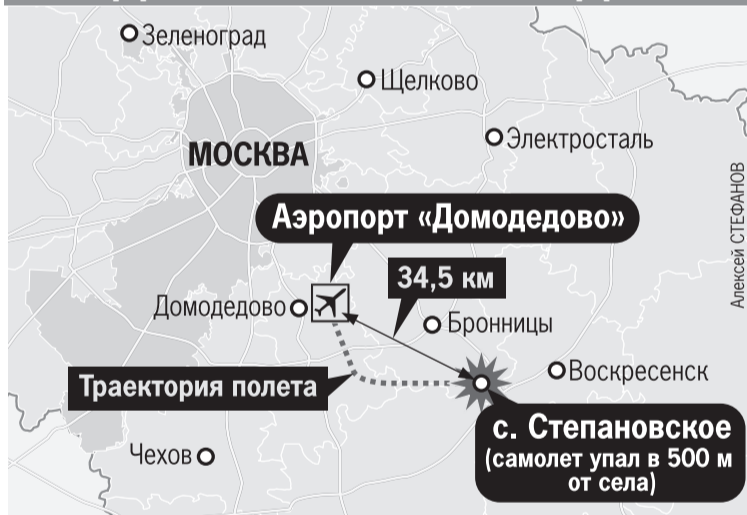 Зеленоград
Щелково
Электросталь
МОСКВА
Алексей СТЕФАНОВ
Аэропорт «Домодедово»
34,5 км
Домодедово
Бронницы
Траектория полета
Воскресенск
с. Степановское
(самолет упал в 500 м
от села)
Чехов